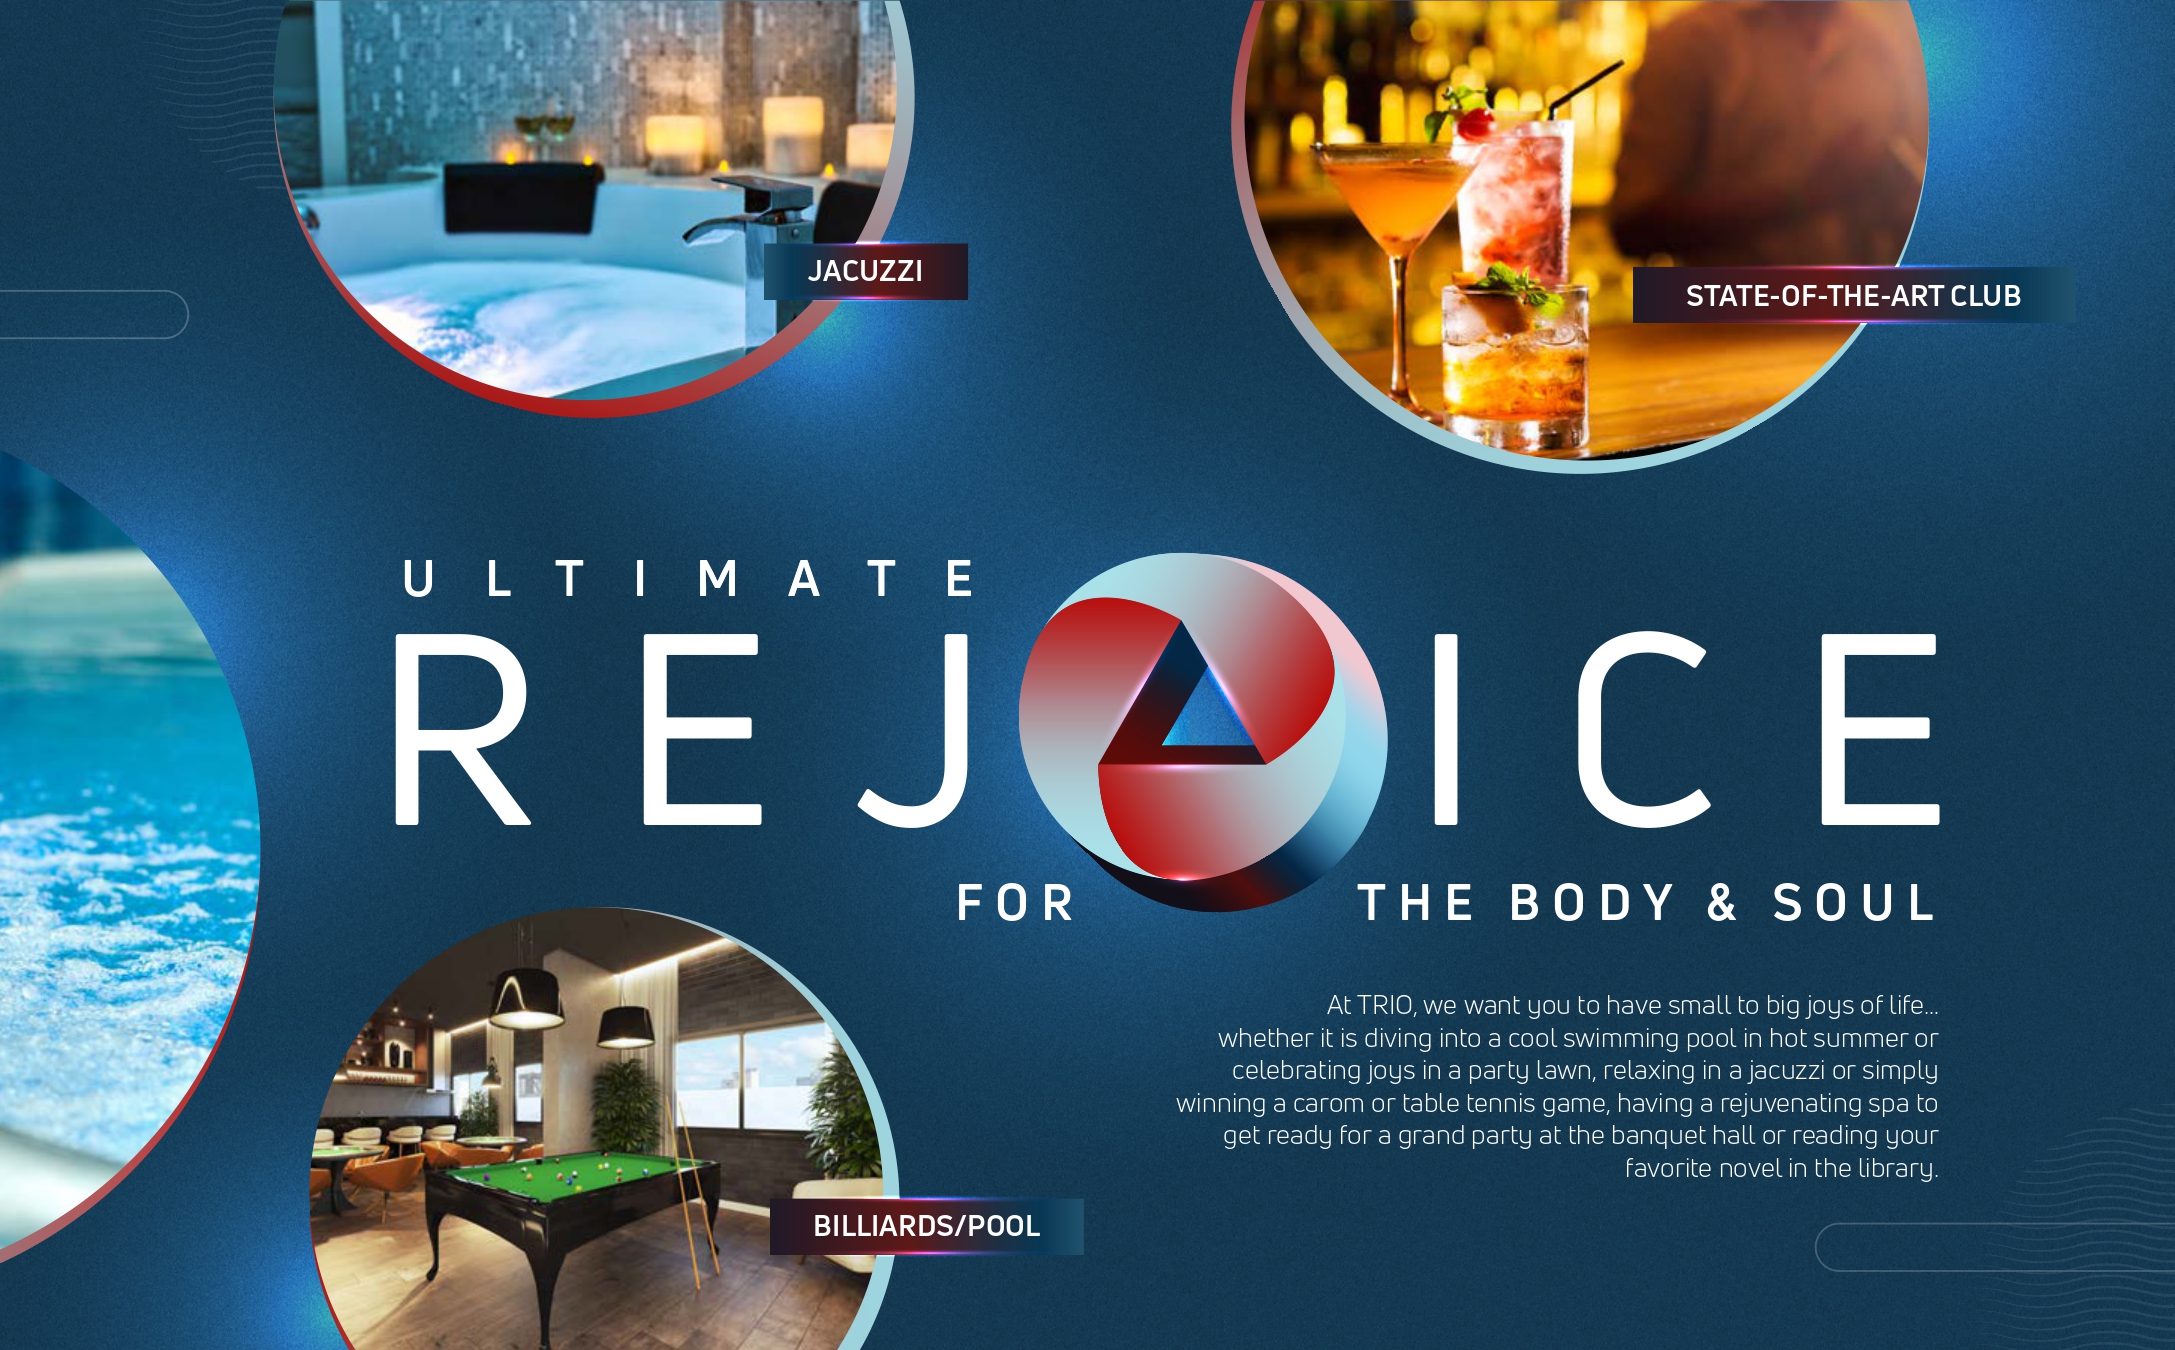 JACUZZI
STATE-OF-THE-ART CLUB
ULTIMATE
REJOICE
FOR THE BODY & SOUL
At TRIO, we want you to have small to big joys of life...
whether it is diving into a cool swimming pool in hot summer or
celebrating joys in a party lawn, relaxing in a jacuzzi or simply
winning a carom or table tennis game, having a rejuvenating spa to
get ready for a grand party at the banquet hall or reading your
favorite novel in the library.
BILLIARDS/POOL